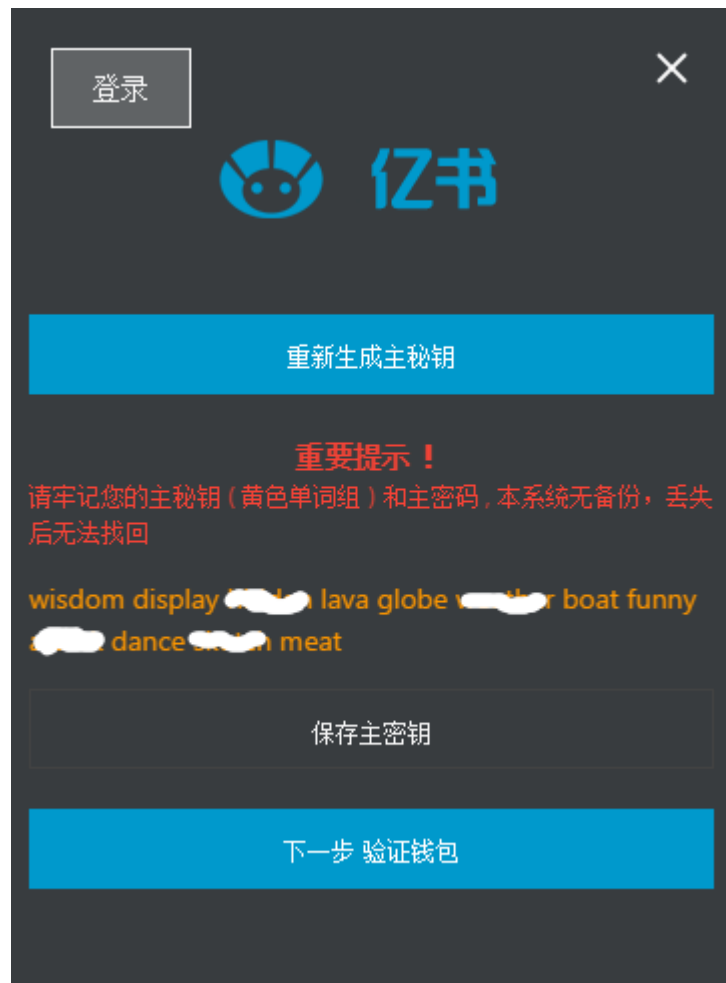 登录
亿书
重新生成主秘钥
重要提示！
请牢记您的主秘钥（黄色单词组）和主密码，本系统无备份，丢失
后无法找回
wisdom display lava globe boat funny
dance meat
保存主密钥
下一步 验证钱包